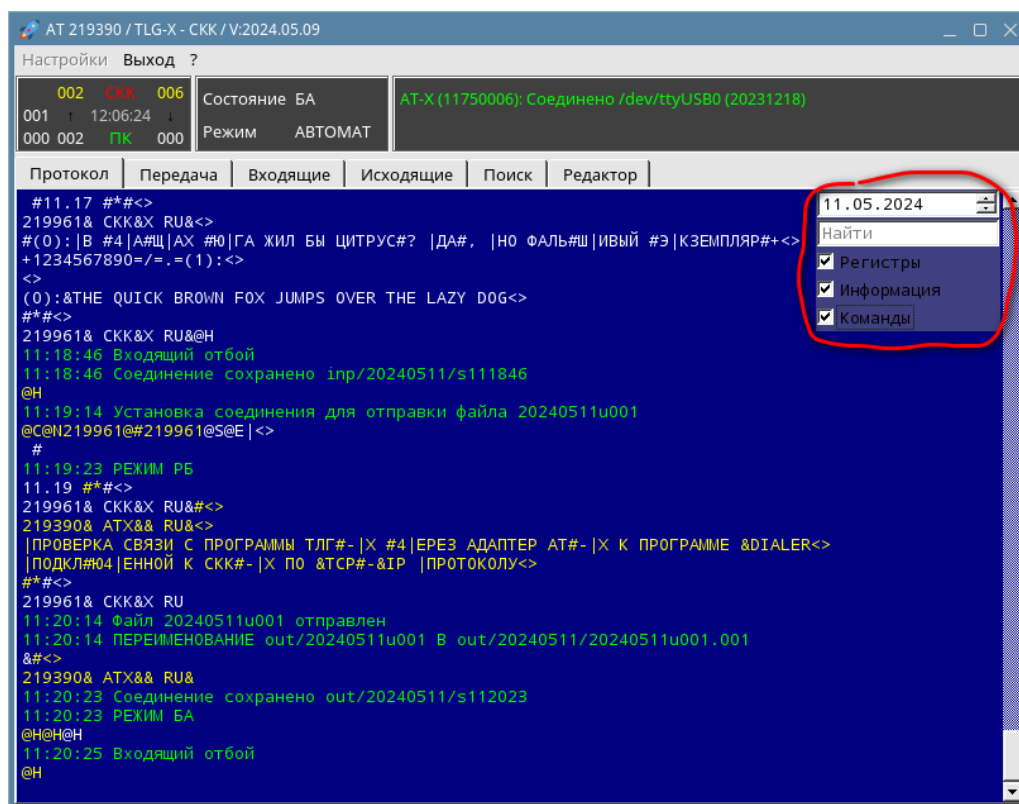 AT 219390 / TLG-X - СКК / V:2024.05.09
Настройки Выход ?
002 СКК 006
001 ↑ 12:06:24 ↓
000 002 ПК 000
Состояние БА
Режим АВТОМАТ
AT-X (11750006): Соединено /dev/ttyUSB0 (20231218)
Протокол Передача Входящие Исходящие Поиск Редактор
#11.17 #*#<>
219961& СКК&X RU&<>
#(0):|В #4|А#Щ|АХ #Ю|ГА ЖИЛ БЫ ЦИТРУС#? |ДА#, |НО ФАЛЬ#Ш|ИВЫЙ #Э|КЗЕМПЛЯР#+<>
+1234567890=/=.=(1):<>
<>
(0):&THE QUICK BROWN FOX JUMPS OVER THE LAZY DOG<>
#*#<>
219961& СКК&X RU&@H
11:18:46 Входящий отбой
11:18:46 Соединение сохранено inp/20240511/s111846
@H
11:19:14 Установка соединения для отправки файла 20240511u001
@C@N219961@#219961@S@E|<>
#
11:19:23 РЕЖИМ РБ
11.19 #*#<>
219961& СКК&X RU&#<>
219390& ATX&& RU&<>
|ПРОВЕРКА СВЯЗИ С ПРОГРАММЫ ТЛГ#-|Х #4|ЕРЕЗ АДАПТЕР АТ#-|Х К ПРОГРАММЕ &DIALER<>
|ПОДКЛ#Ю4|ЕННОЙ К СКК#-|Х ПО &TCP#-&IP |ПРОТОКОЛУ<>
#*#<>
219961& СКК&X RU
11:20:14 Файл 20240511u001 отправлен
11:20:14 ПЕРЕИМЕНОВАНИЕ out/20240511u001 В out/20240511/20240511u001.001
&#<>
219390& ATX&& RU&
11:20:23 Соединение сохранено out/20240511/s112023
11:20:23 РЕЖИМ БА
@H@H@H
11:20:25 Входящий отбой
@H
11.05.2024
Найти
Регистры
Информация
Команды